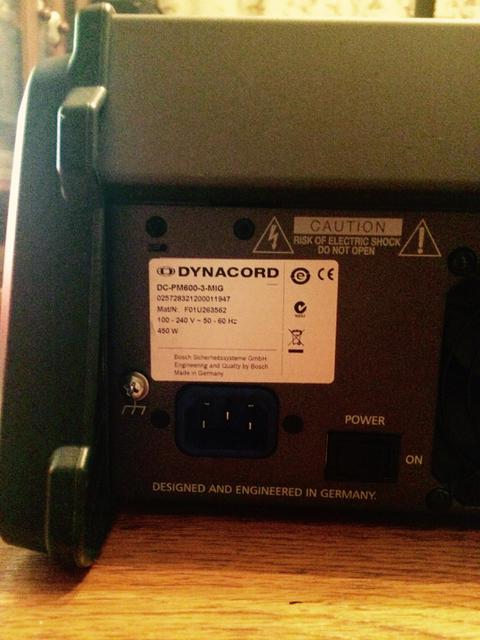 CAUTION
RISK OF ELECTRIC SHOCK
DO NOT OPEN
DYNACORD
DC-PM600-3-MIG
025728321200011947
Mat/N: F01U263562
100 - 240 V ~ 50 - 60 Hz
450 W
Bosch Sicherheitssysteme GmbH
Engineering and Quality by Bosch
Made in Germany
CE
POWER
ON
DESIGNED AND ENGINEERED IN GERMANY.